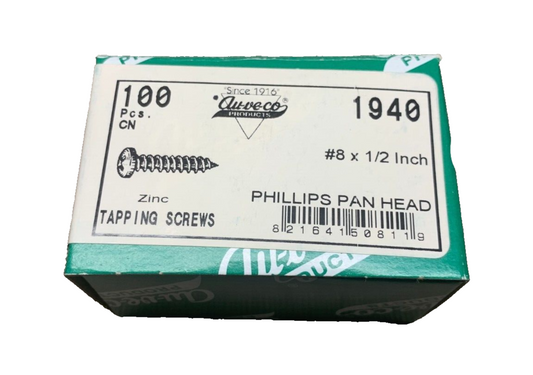 100
Pcs.
CN
Since 1916
Au-ve-co
PRODUCTS
1940
#8 x 1/2 Inch
Zinc
TAPPING SCREWS
PHILLIPS PAN HEAD
8 21641 50811 9